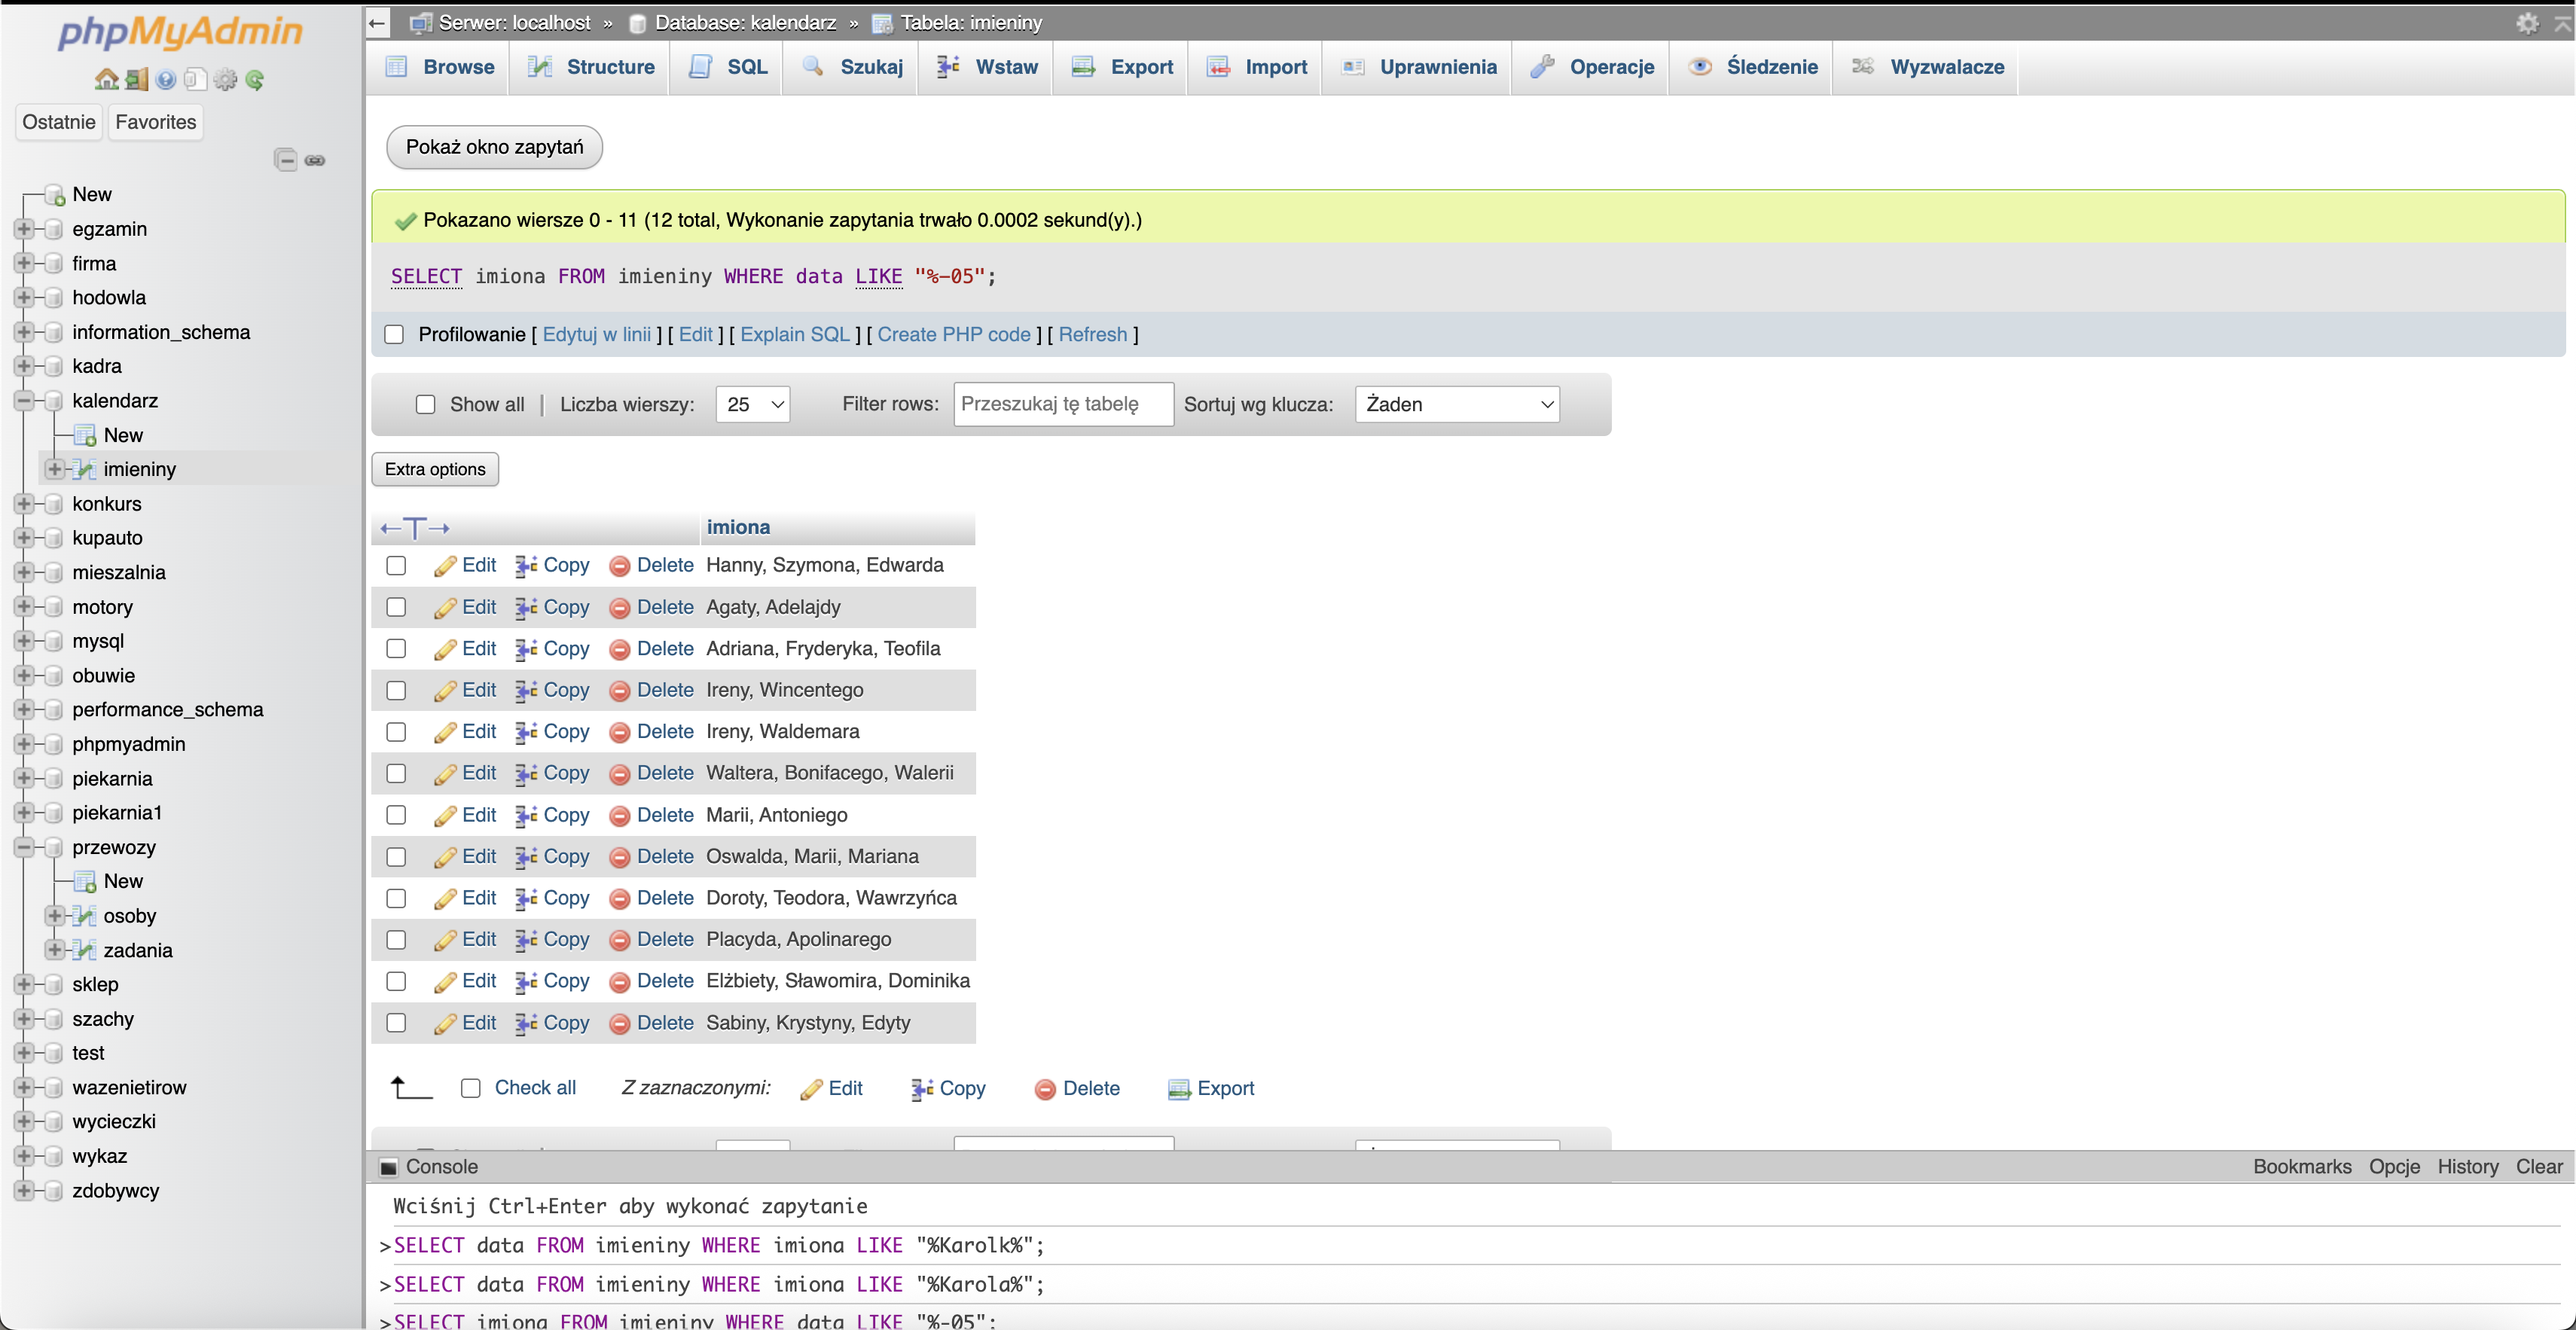 phpMyAdmin
Ostatnie Favorites
New
egzamin
firma
hodowla
information_schema
kadra
kalendarz
New
imieniny
konkurs
kupauto
mieszalnia
motory
mysql
obuwie
performance_schema
phpmyadmin
piekarnia
piekarnia1
przewozy
New
osoby
zadania
sklep
szachy
test
wazenietirow
wycieczki
wykaz
zdobywcy
Serwer: localhost » Database: kalendarz » Tabela: imieniny
Browse Structure SQL Szukaj Wstaw Export Import Uprawnienia Operacje Śledzenie Wyzwalacze
Pokaż okno zapytań
Pokazano wiersze 0 - 11 (12 total, Wykonanie zapytania trwało 0.0002 sekund(y).)
SELECT imiona FROM imieniny WHERE data LIKE "%-05";
Profilowanie [ Edytuj w linii ] [ Edit ] [ Explain SQL ] [ Create PHP code ] [ Refresh ]
Show all | Liczba wierszy: 25 Filter rows: Przeszukaj tę tabelę Sortuj wg klucza: Żaden
Extra options
imiona
Edit Copy Delete Hanny, Szymona, Edwarda
Edit Copy Delete Agaty, Adelajdy
Edit Copy Delete Adriana, Fryderyka, Teofila
Edit Copy Delete Ireny, Wincentego
Edit Copy Delete Ireny, Waldemara
Edit Copy Delete Waltera, Bonifacego, Walerii
Edit Copy Delete Marii, Antoniego
Edit Copy Delete Oswalda, Marii, Mariana
Edit Copy Delete Doroty, Teodora, Wawrzyńca
Edit Copy Delete Placyda, Apolinarego
Edit Copy Delete Elżbiety, Sławomira, Dominika
Edit Copy Delete Sabiny, Krystyny, Edyty
Check all Z zaznaczonymi: Edit Copy Delete Export
Console Bookmarks Opcje History Clear
Wciśnij Ctrl+Enter aby wykonać zapytanie
>SELECT data FROM imieniny WHERE imiona LIKE "%Karolk%";
>SELECT data FROM imieniny WHERE imiona LIKE "%Karola%";
>SELECT imiona FROM imieniny WHERE data LIKE "%-05";